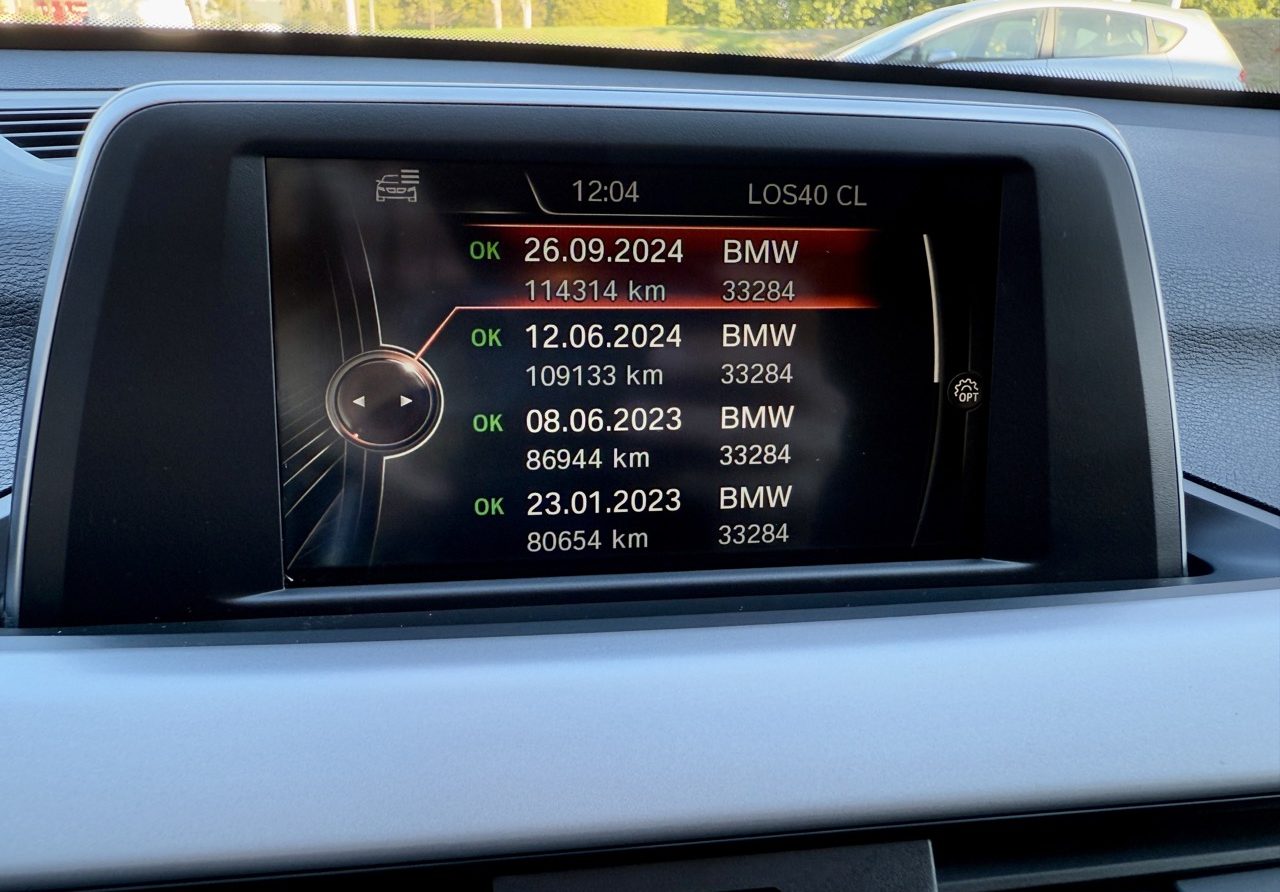 12:04 LOS40 CL
OK 26.09.2024 BMW
114314 km 33284
OK 12.06.2024 BMW
109133 km 33284
OK 08.06.2023 BMW
86944 km 33284
OK 23.01.2023 BMW
80654 km 33284
OPT